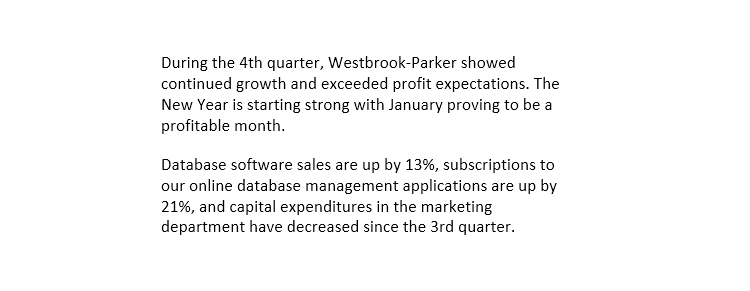 During the 4th quarter, Westbrook-Parker showed
continued growth and exceeded profit expectations. The
New Year is starting strong with January proving to be a
profitable month.
Database software sales are up by 13%, subscriptions to
our online database management applications are up by
21%, and capital expenditures in the marketing
department have decreased since the 3rd quarter.